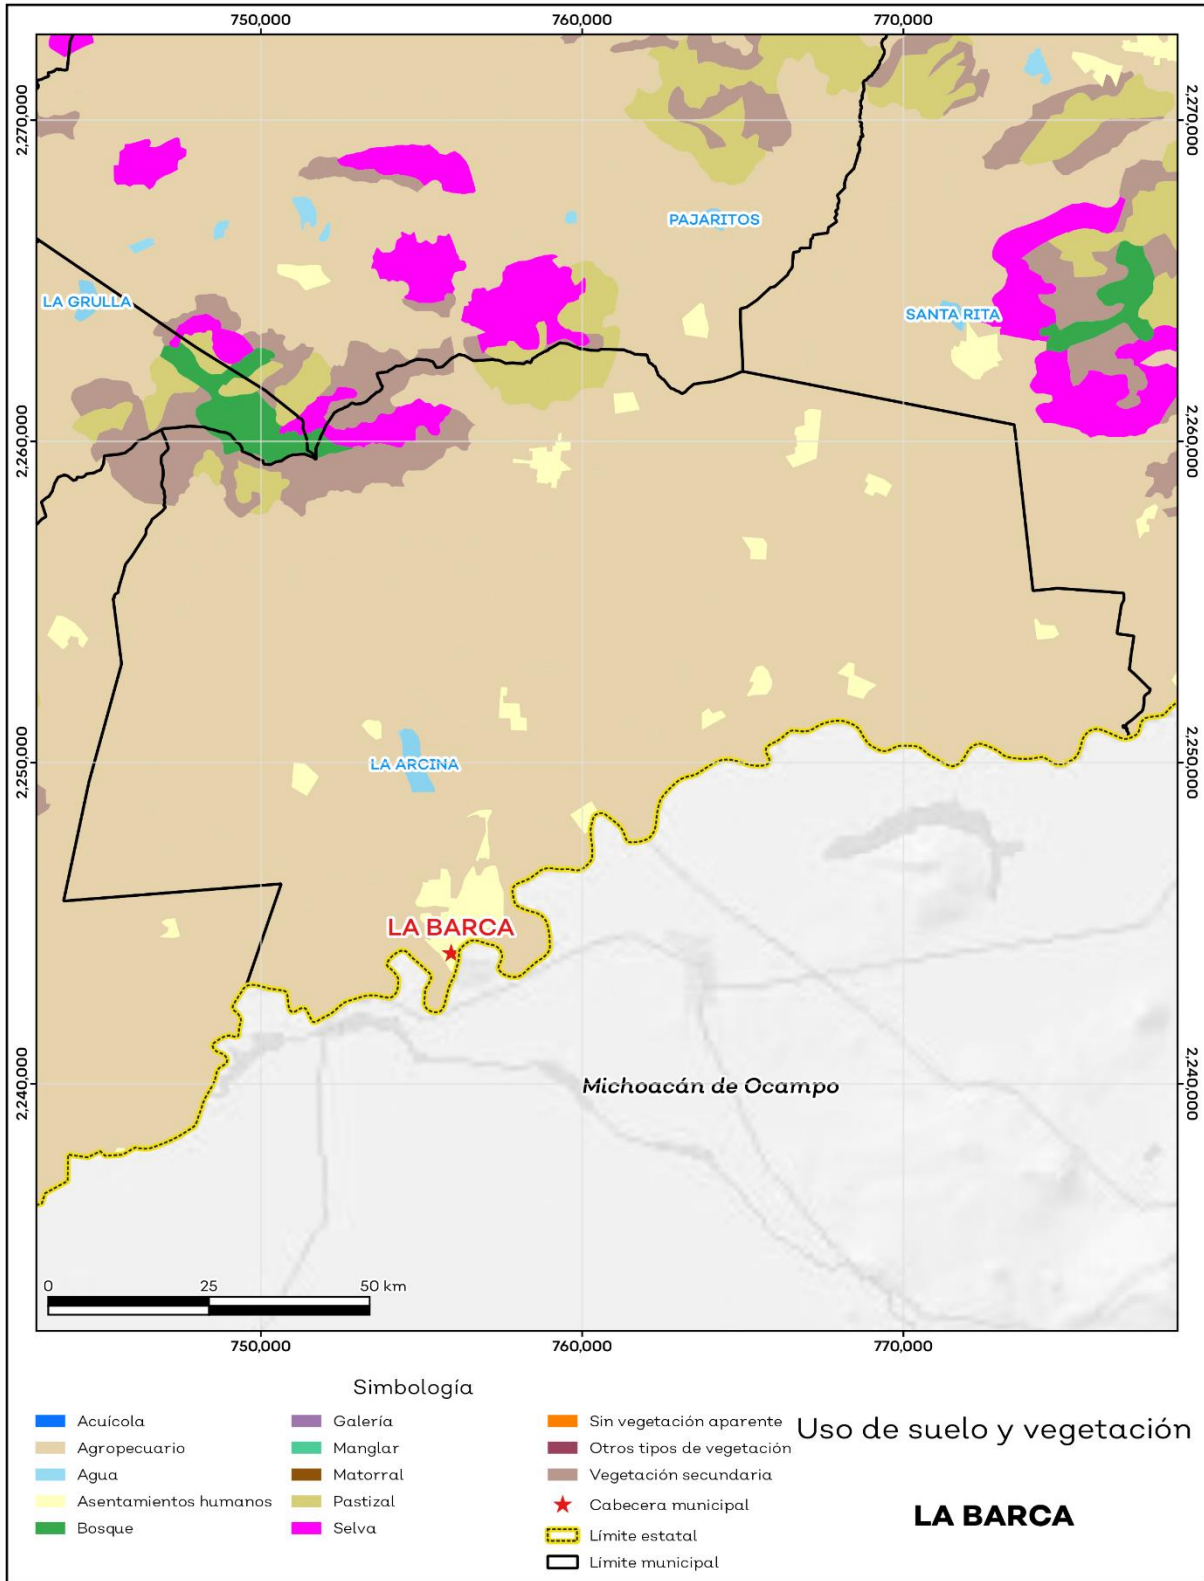 750,000
760,000
770,000
2,270,000
2,270,000
PAJARITOS
LA GRULLA
SANTA RITA
2,260,000
2,260,000
2,250,000
2,250,000
LA ARCINA
LA BARCA
2,240,000
2,240,000
Michoacán de Ocampo
0 25 50 km
750,000
760,000
770,000
Simbología
Acuícola
Agropecuario
Agua
Asentamientos humanos
Bosque
Galería
Manglar
Matorral
Pastizal
Selva
Sin vegetación aparente
Otros tipos de vegetación
Vegetación secundaria
Cabecera municipal
Límite estatal
Límite municipal
Uso de suelo y vegetación
LA BARCA